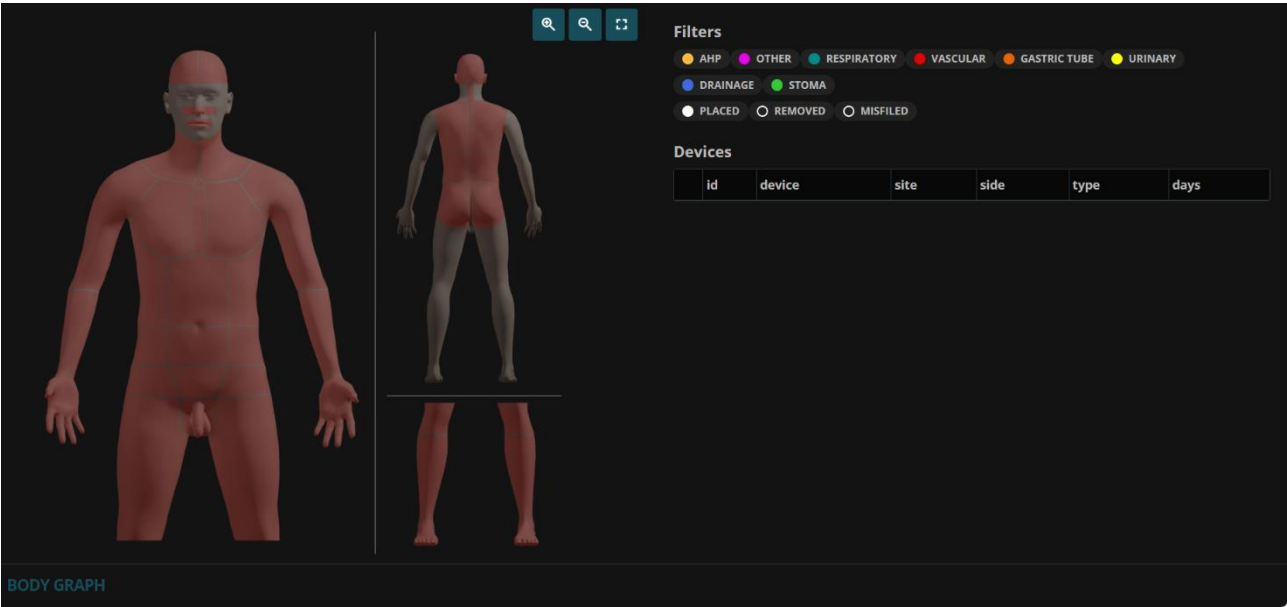 Filters
AHP OTHER RESPIRATORY VASCULAR GASTRIC TUBE URINARY
DRAINAGE STOMA
PLACED REMOVED MISFILED
Devices
id device site side type days
BODY GRAPH